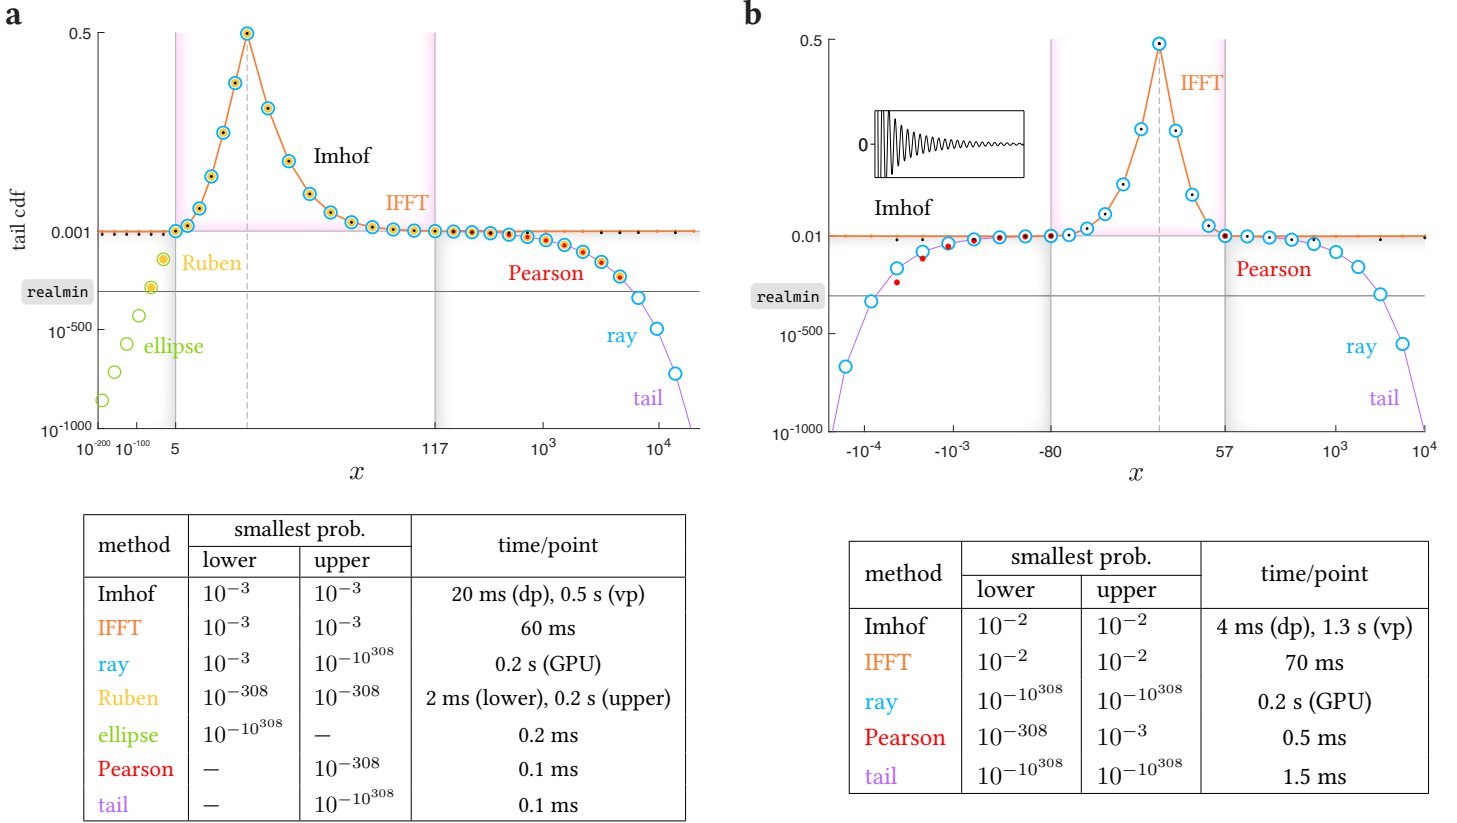 a
0.5
tail cdf
0.001
realmin
10^-500
10^-1000
Imhof
IFFT
Ruben
ellipse
Pearson
ray
tail
10^-200 10^-100 5 117 10^3 10^4
x
method smallest prob. time/point
lower upper
Imhof 10^−3 10^−3 20 ms (dp), 0.5 s (vp)
IFFT 10^−3 10^−3 60 ms
ray 10^−3 10^−10^308 0.2 s (GPU)
Ruben 10^−308 10^−308 2 ms (lower), 0.2 s (upper)
ellipse 10^−10^308 – 0.2 ms
Pearson – 10^−308 0.1 ms
tail – 10^−10^308 0.1 ms
b
0.5
IFFT
0
Imhof
0.01
Pearson
realmin
10^-500
ray
tail
10^-1000
-10^-4 -10^-3 -80 57 10^3 10^4
x
method smallest prob. time/point
lower upper
Imhof 10^−2 10^−2 4 ms (dp), 1.3 s (vp)
IFFT 10^−2 10^−2 70 ms
ray 10^−10^308 10^−10^308 0.2 s (GPU)
Pearson 10^−308 10^−3 0.5 ms
tail 10^−10^308 10^−10^308 1.5 ms